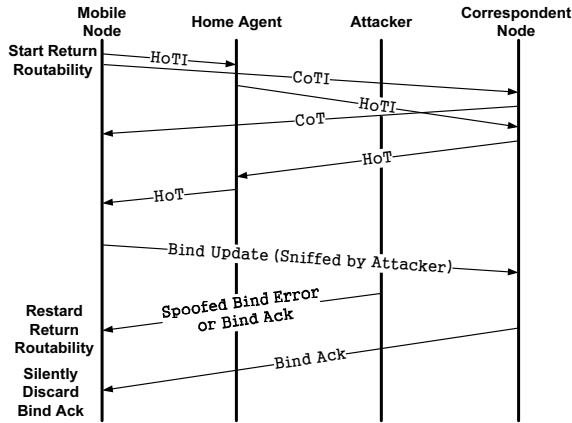 Mobile
Node
Home Agent
Attacker
Correspondent
Node
Start Return
Routability
HoTI
CoTI
HoTI
CoT
HoT
HoT
Bind Update (Sniffed by Attacker)
Spoofed Bind Error
or Bind Ack
Restard
Return
Routability
Bind Ack
Silently
Discard
Bind Ack